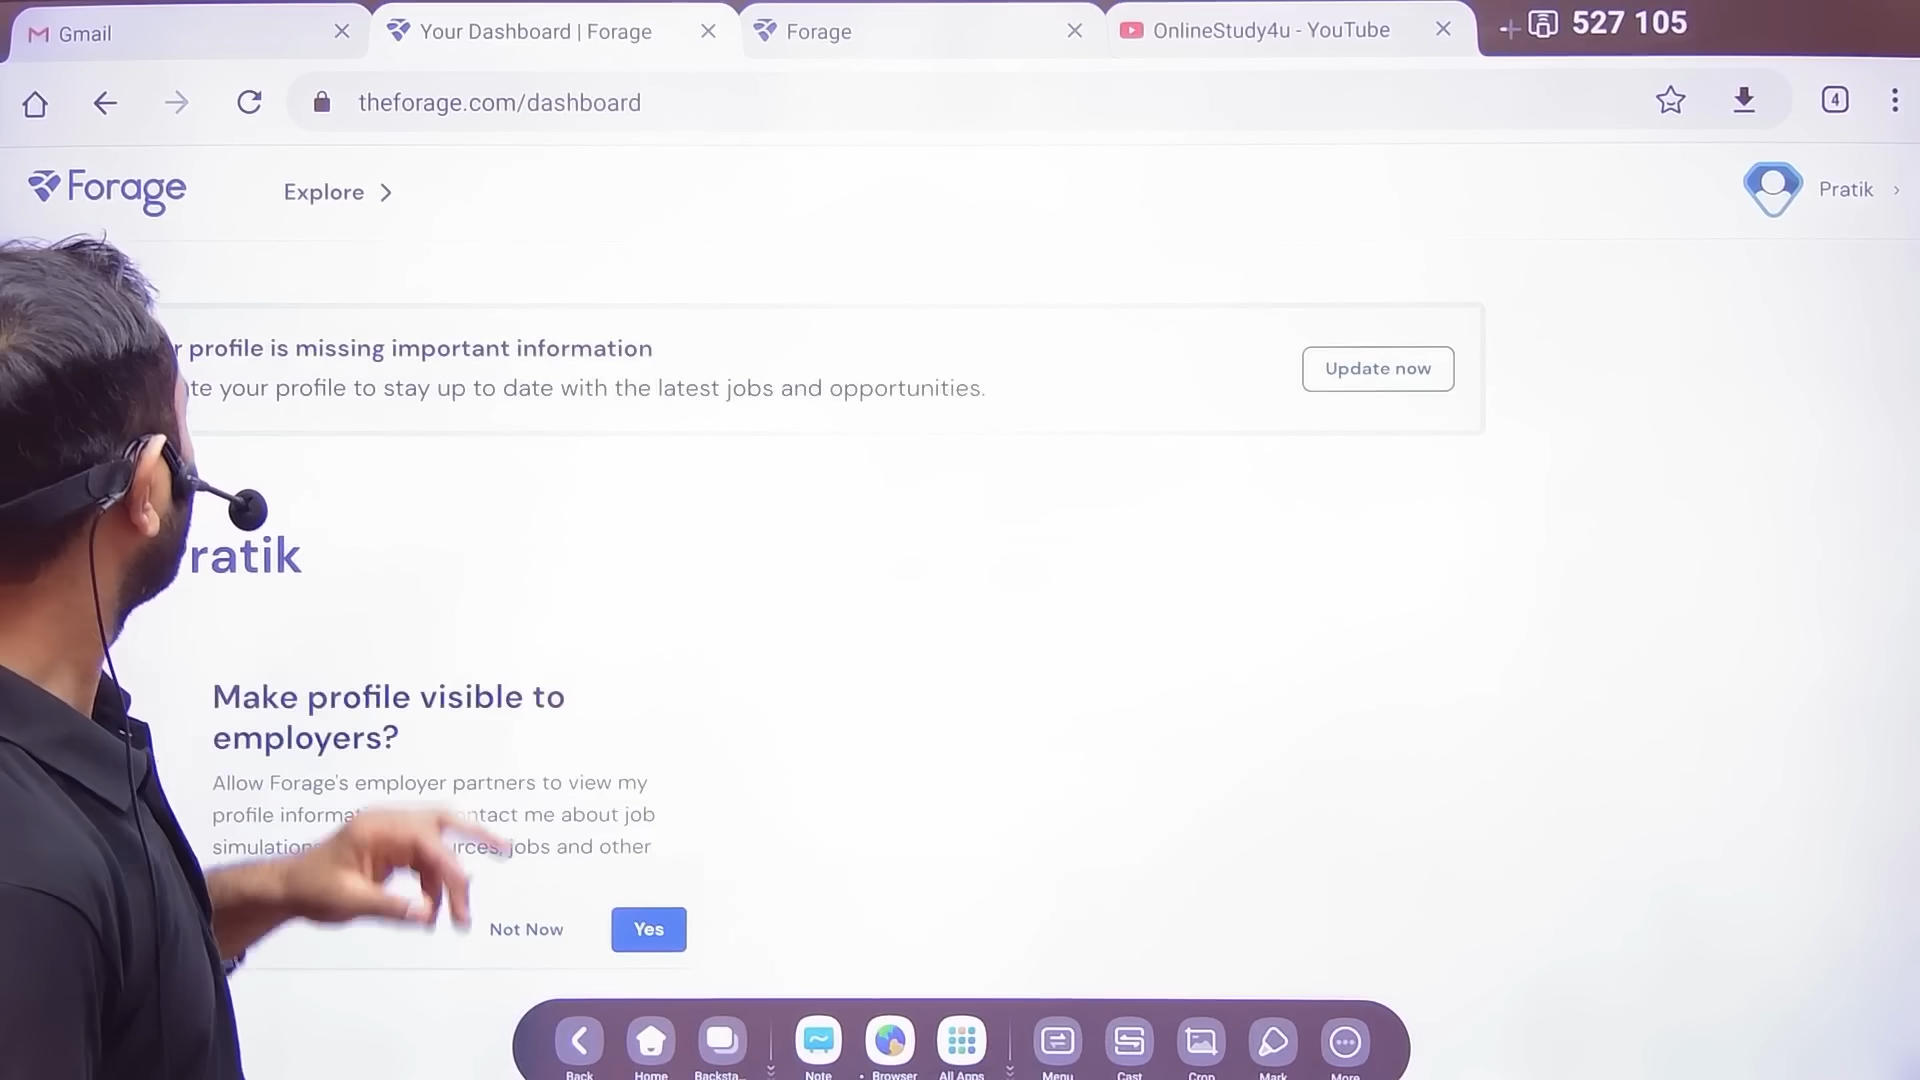 Gmail
Your Dashboard | Forage
Forage
OnlineStudy4u - YouTube
527 105
theforage.com/dashboard
4
Forage
Explore
Pratik
r profile is missing important information
te your profile to stay up to date with the latest jobs and opportunities.
Update now
ratik
Make profile visible to
employers?
Allow Forage's employer partners to view my
profile informa ntact me about job
simulation rces, jobs and other
Not Now
Yes
Back
Home
Backsta...
Note
Browser
All Apps
Menu
Cast
Crop
Mark
More